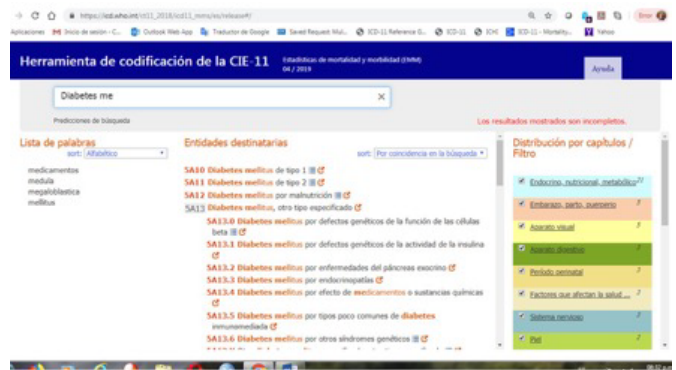 https://icd.who.int/ct11_2018/icd11_mms/es/release#/
Error
Aplicaciones Inicio de sesión - C... Outlook Web App Traductor de Google Saved Request Mul... ICD-11 Reference G... ICD-11 ICHI ICD-11 - Mortality... Yahoo
Herramienta de codificación de la CIE-11
Estadísticas de mortalidad y morbilidad (EMM)
04 / 2019
Ayuda
Diabetes me
Predicciones de búsqueda
Los resultados mostrados son incompletos.
Lista de palabras
sort: Alfabético
medicamentos
medula
megaloblastica
mellitus
Entidades destinatarias
sort: Por coincidencia en la búsqueda
5A10 Diabetes mellitus de tipo 1
5A11 Diabetes mellitus de tipo 2
5A12 Diabetes mellitus por malnutrición
5A13 Diabetes mellitus, otro tipo especificado
5A13.0 Diabetes mellitus por defectos genéticos de la función de las células
beta
5A13.1 Diabetes mellitus por defectos genéticos de la actividad de la insulina
5A13.2 Diabetes mellitus por enfermedades del páncreas exocrino
5A13.3 Diabetes mellitus por endocrinopatías
5A13.4 Diabetes mellitus por efecto de medicamentos o sustancias químicas
5A13.5 Diabetes mellitus por tipos poco comunes de diabetes
inmunomediada
5A13.6 Diabetes mellitus por otros síndromes genéticos
Distribución por capítulos /
Filtro
Endocrino, nutricional, metabólico
Embarazo, parto, puerperio
Aparato visual
Aparato digestivo
Período perinatal
Factores que afectan la salud ...
Sistema nervioso
Piel